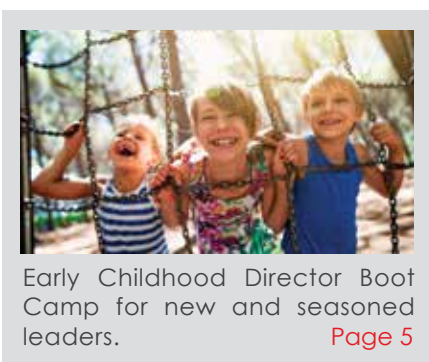 Early Childhood Director Boot
Camp for new and seasoned
leaders. Page 5